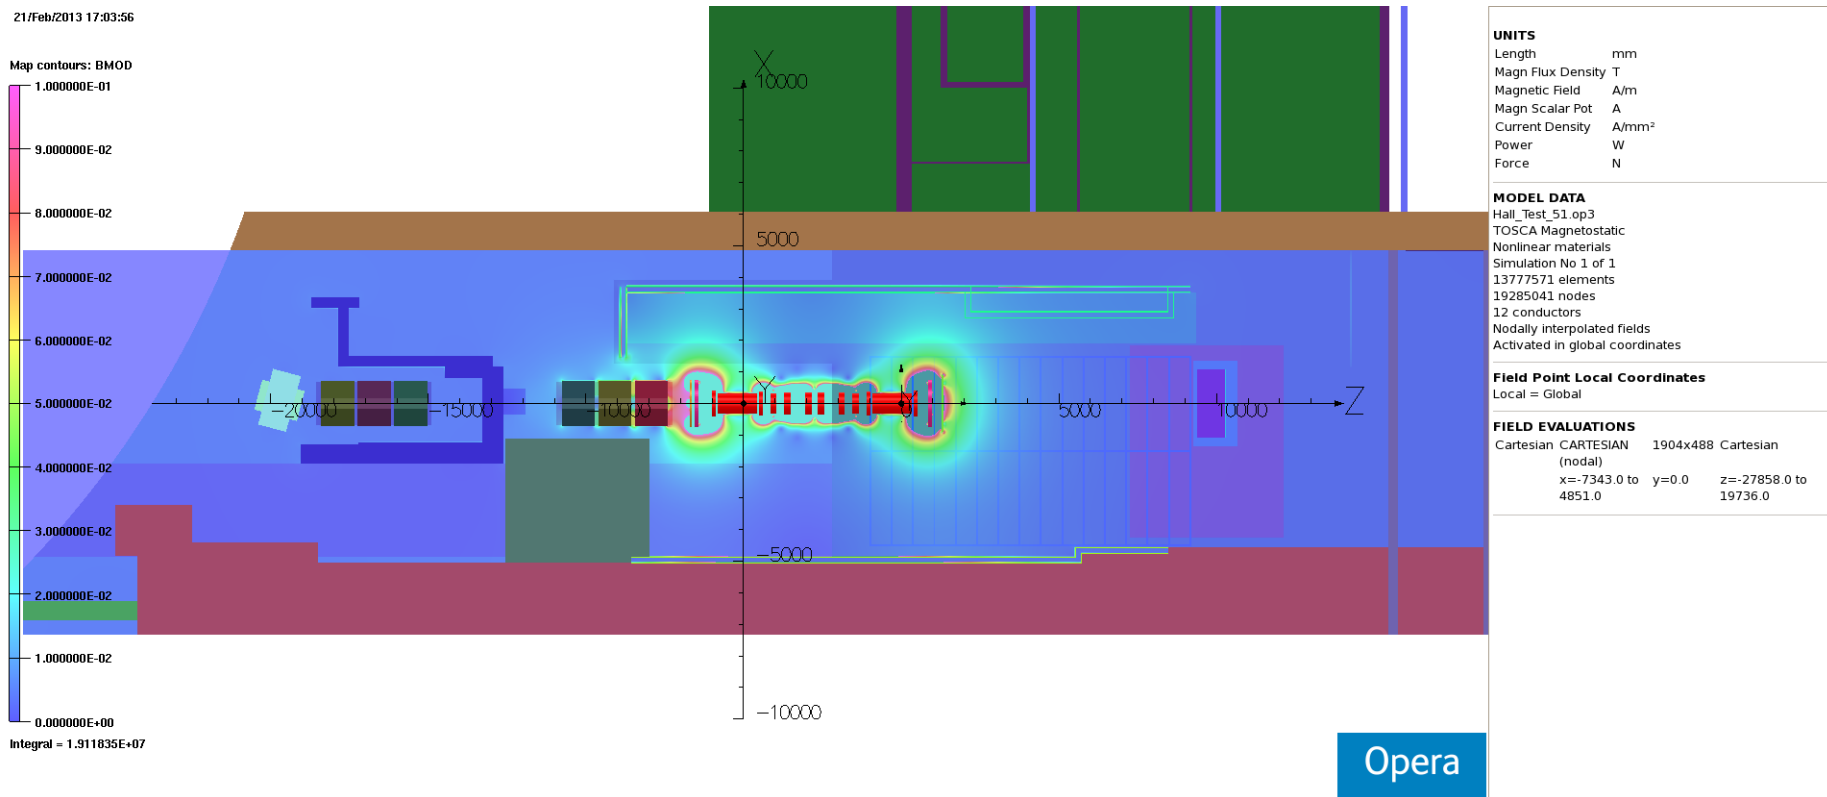 21/Feb/2013 17:03:56
Map contours: BMOD
1.000000E-01
9.000000E-02
8.000000E-02
7.000000E-02
6.000000E-02
5.000000E-02
4.000000E-02
3.000000E-02
2.000000E-02
1.000000E-02
0.000000E+00
Integral = 1.911835E+07
X
10000
5000
Y
-20000
-15000
-10000
5000
10000
Z
-5000
-10000
UNITS
Length mm
Magn Flux Density T
Magnetic Field A/m
Magn Scalar Pot A
Current Density A/mm²
Power W
Force N
MODEL DATA
Hall_Test_51.op3
TOSCA Magnetostatic
Nonlinear materials
Simulation No 1 of 1
13777571 elements
19285041 nodes
12 conductors
Nodally interpolated fields
Activated in global coordinates
Field Point Local Coordinates
Local = Global
FIELD EVALUATIONS
Cartesian CARTESIAN 1904x488 Cartesian
(nodal)
x=-7343.0 to y=0.0 z=-27858.0 to
4851.0 19736.0
Opera